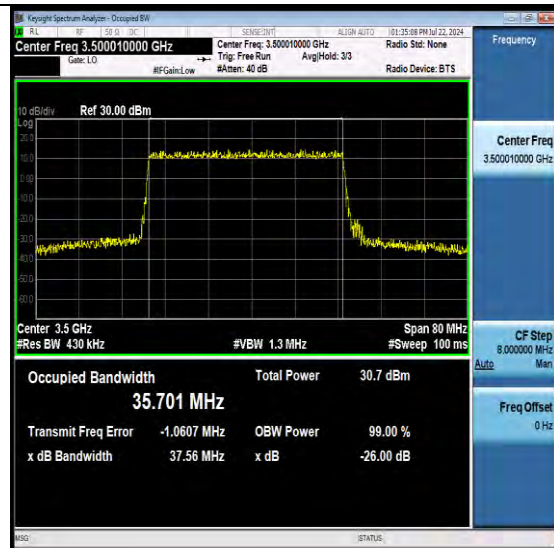 Keysight Spectrum Analyzer - Occupied BW
RL RF 50 Ω DC SENSE:INT ALIGN AUTO 01:35:08 PM Jul 22, 2024
Center Freq 3.500010000 GHz
Center Freq: 3.500010000 GHz
Radio Std: None
Gate: LO
Trig: Free Run Avg|Hold: 3/3
#IFGain:Low
#Atten: 40 dB
Radio Device: BTS
10 dB/div Ref 30.00 dBm
Log
20.0
10.0
0.00
-10.0
-20.0
-30.0
-40.0
-50.0
-60.0
Center 3.5 GHz
Span 80 MHz
#Res BW 430 kHz
#VBW 1.3 MHz
#Sweep 100 ms
Occupied Bandwidth
35.701 MHz
Total Power 30.7 dBm
Transmit Freq Error -1.0607 MHz
OBW Power 99.00 %
x dB Bandwidth 37.56 MHz
x dB -26.00 dB
MSG
STATUS
Frequency
Center Freq
3.500010000 GHz
CF Step
8.000000 MHz
Auto Man
Freq Offset
0 Hz